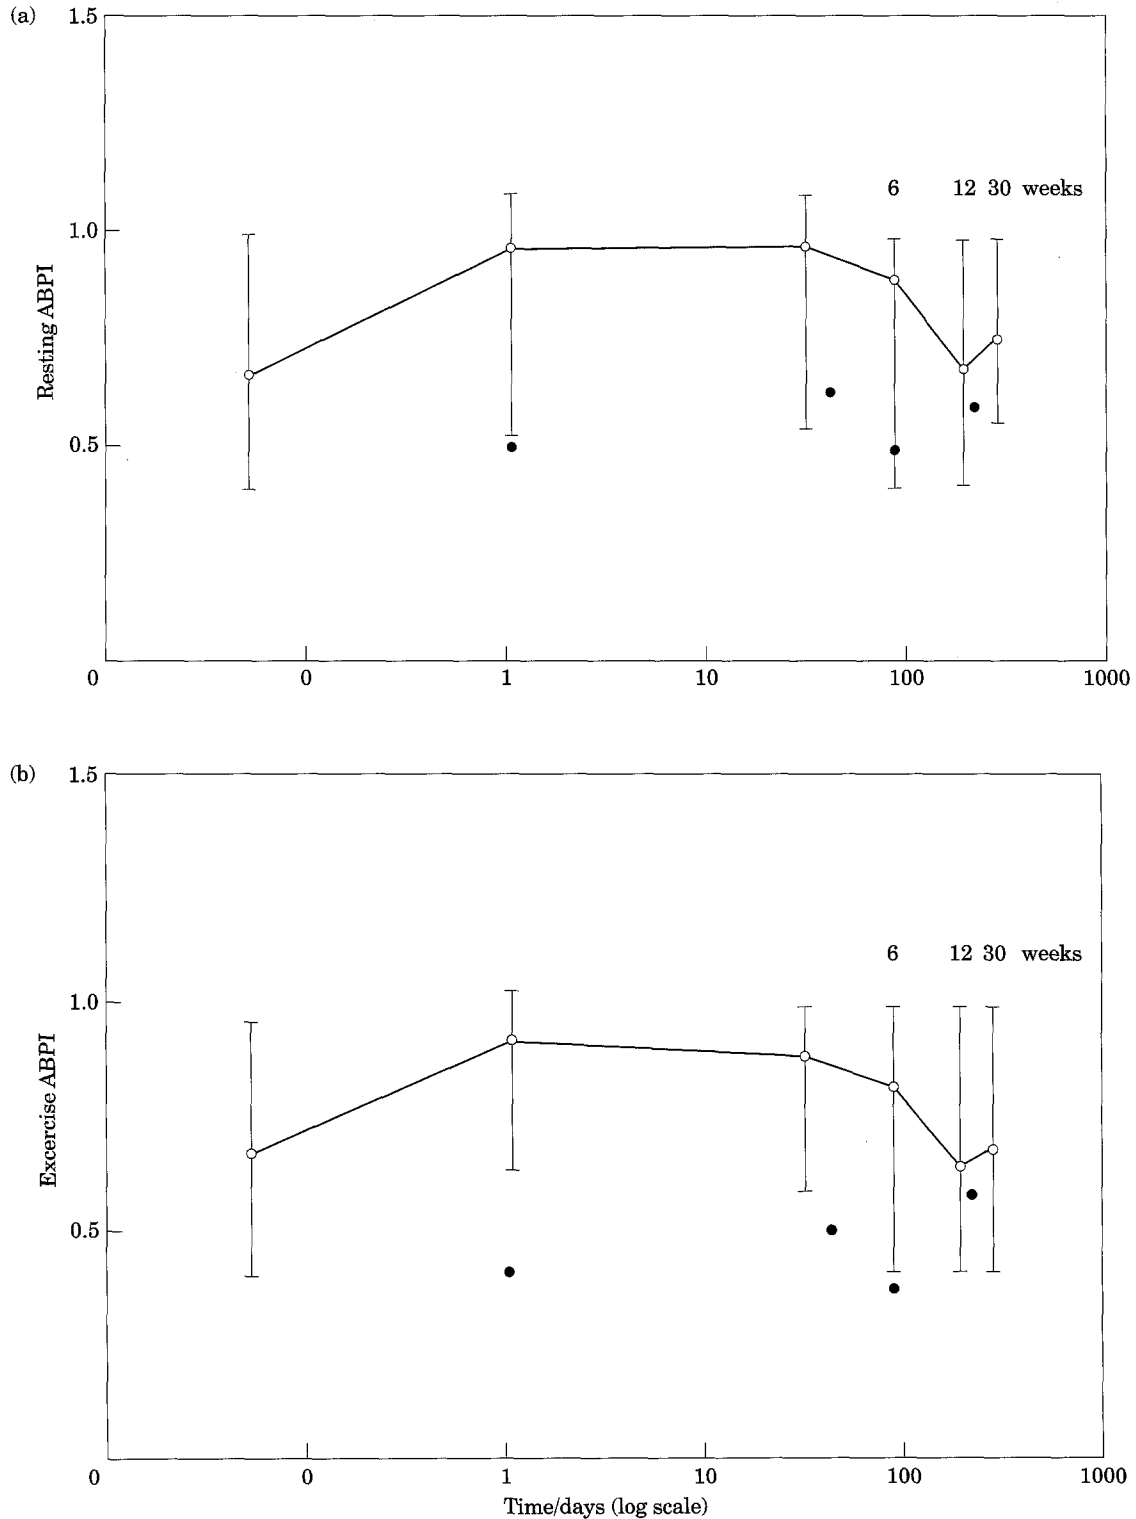 (a)
1.5
6 12 30 weeks
1.0
Resting ABPI
0.5
0 0 1 10 100 1000
(b)
1.5
6 12 30 weeks
1.0
Excercise ABPI
0.5
0 0 1 10 100 1000
Time/days (log scale)